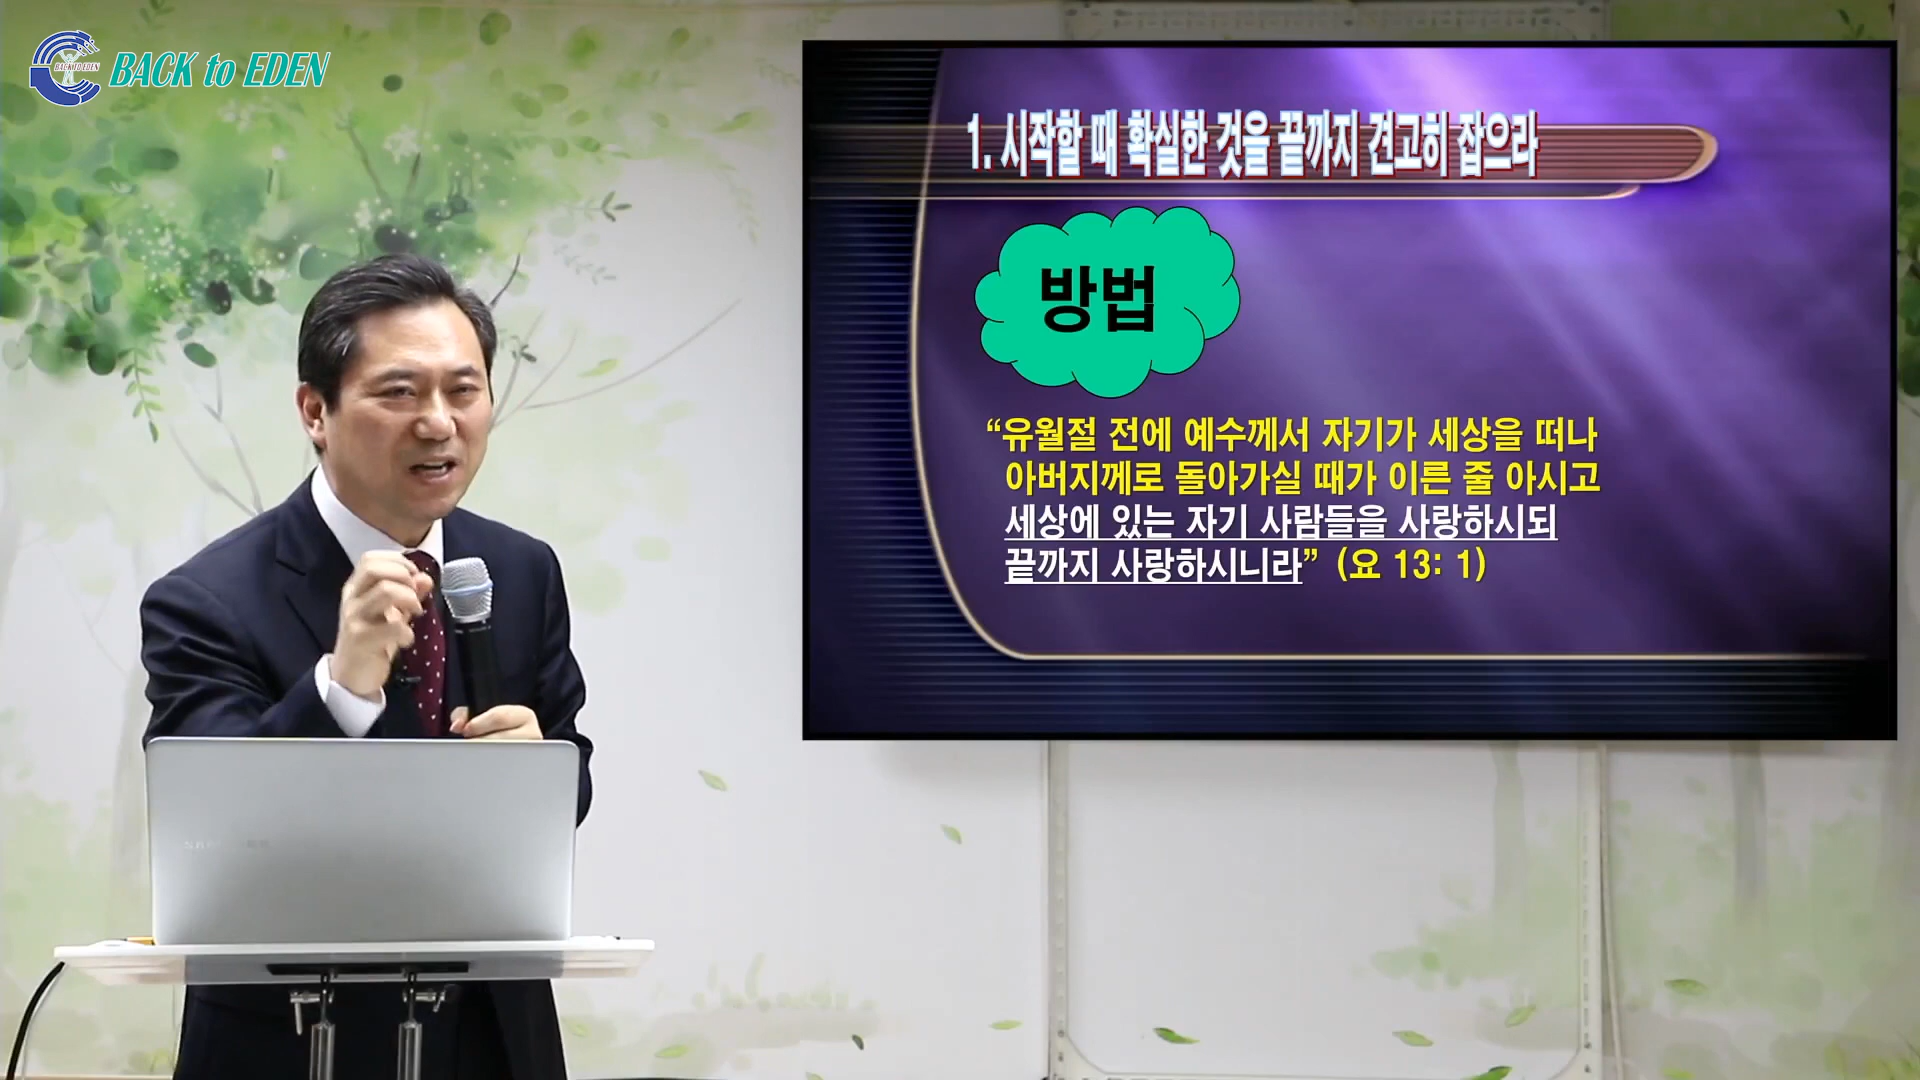 BACK to EDEN
BACK TO EDEN
1. 시작할 때 확실한 것을 끝까지 견고히 잡으라
방법
“유월절 전에 예수께서 자기가 세상을 떠나
아버지께로 돌아가실 때가 이른 줄 아시고
세상에 있는 자기 사람들을 사랑하시되
끝까지 사랑하시니라” (요 13: 1)